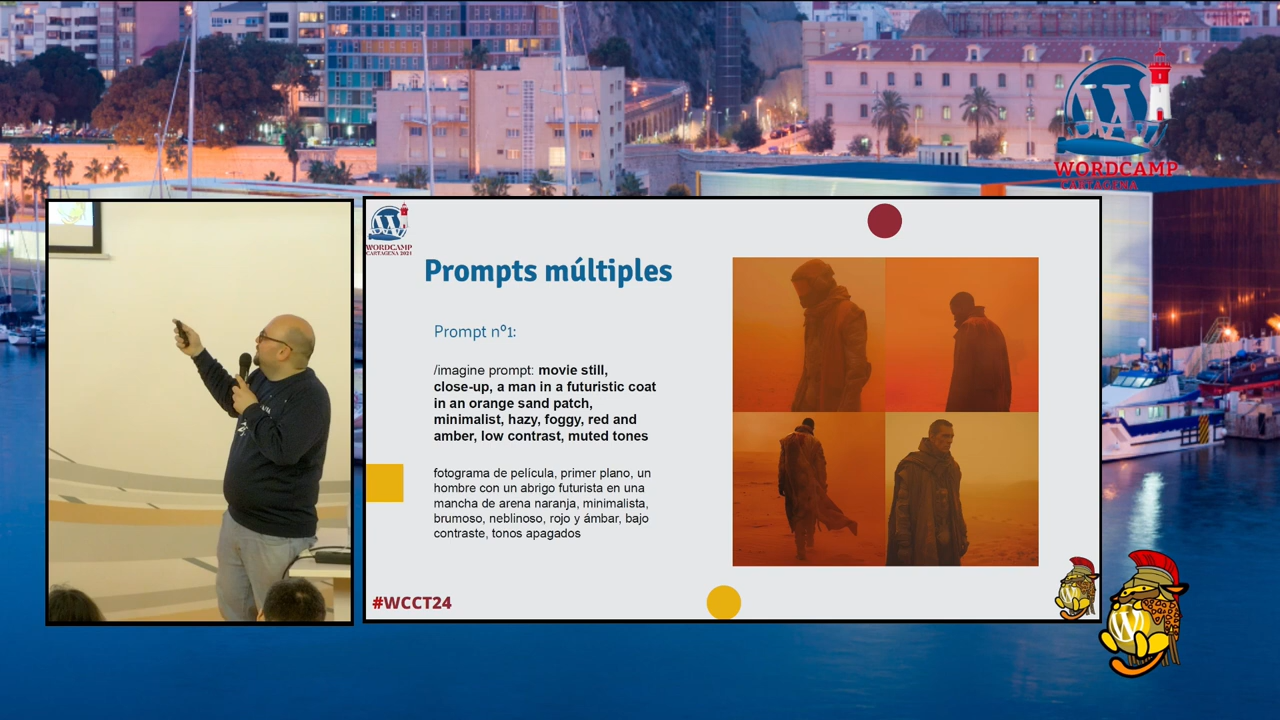 WORDCAMP
CARTAGENA
WORDCAMP
CARTAGENA 2024
Prompts múltiples
Prompt nº1:
/imagine prompt: movie still,
close-up, a man in a futuristic coat
in an orange sand patch,
minimalist, hazy, foggy, red and
amber, low contrast, muted tones
fotograma de película, primer plano, un
hombre con un abrigo futurista en una
mancha de arena naranja, minimalista,
brumoso, neblinoso, rojo y ámbar, bajo
contraste, tonos apagados
#WCCT24